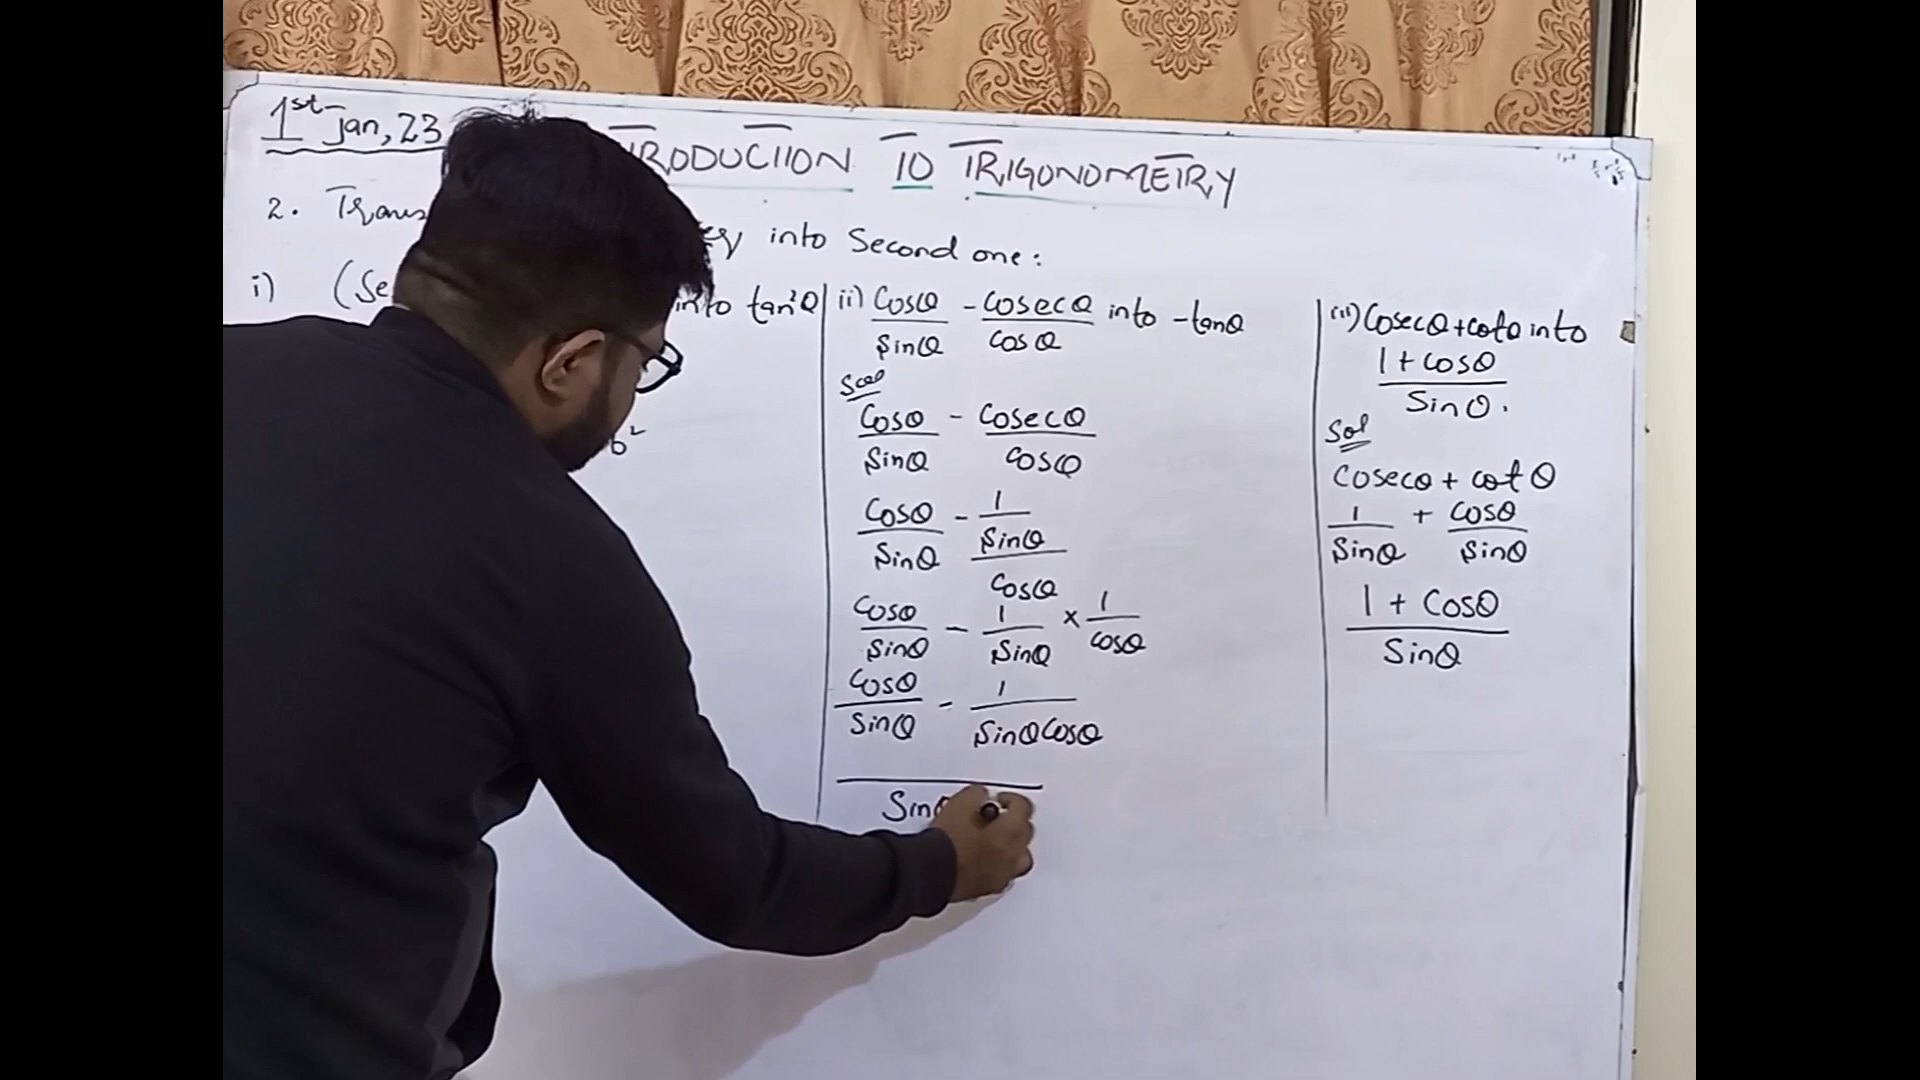 1st Jan, 23
TRODUCTION TO TRIGONOMETRY
2. Trans
into Second one:
i) (Se into tan²θ
b²
ii) Cosθ/Sinθ - Cosecθ/Cosθ into -tanθ
Sol
Cosθ/Sinθ - Cosecθ/Cosθ
Cosθ/Sinθ - 1/Sinθ/Cosθ
Cosθ/Sinθ - 1/Sinθ × 1/Cosθ
Cosθ/Sinθ - 1/SinθCosθ
Sinθ
iii) Cosecθ+cotθ into
1+cosθ/Sinθ.
Sol
Cosecθ + cotθ
1/Sinθ + Cosθ/Sinθ
1 + Cosθ/Sinθ